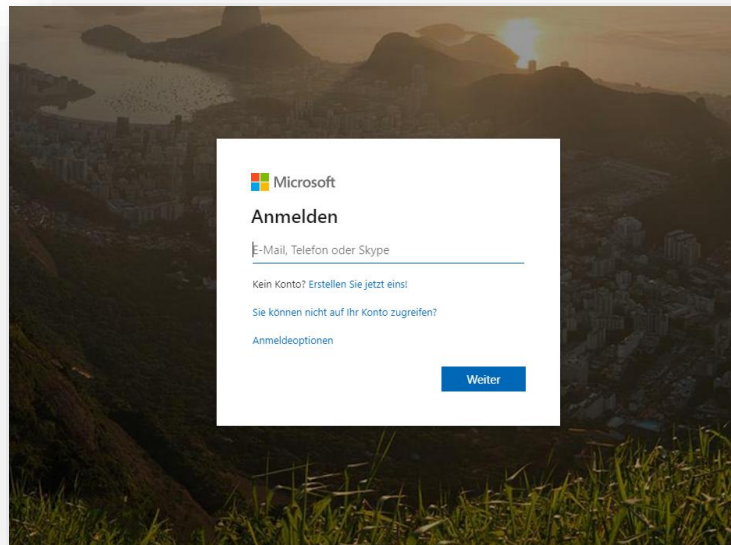 Microsoft
Anmelden
E-Mail, Telefon oder Skype
Kein Konto? Erstellen Sie jetzt eins!
Sie können nicht auf Ihr Konto zugreifen?
Anmeldeoptionen
Weiter